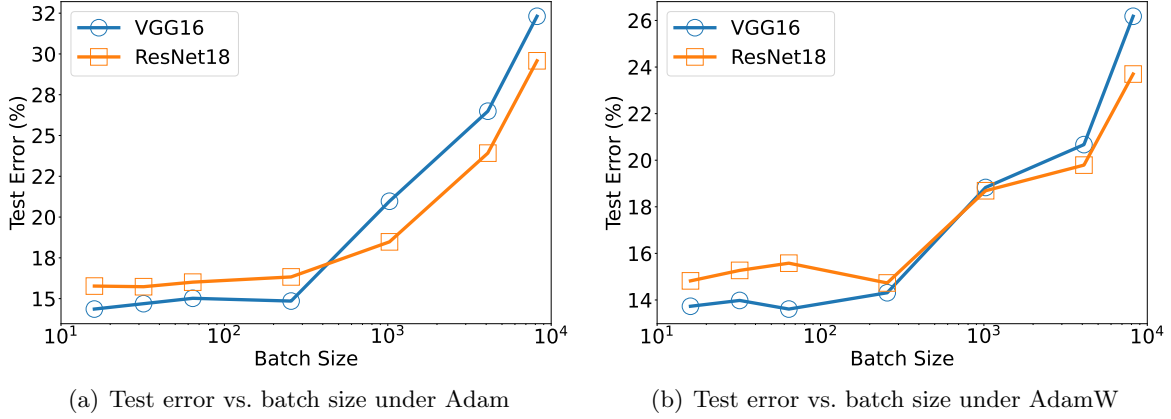 32
30
28
25
22
20
18
15
Test Error (%)
VGG16
ResNet18
10^1
10^2
10^3
10^4
Batch Size
(a) Test error vs. batch size under Adam
26
24
22
20
18
16
14
Test Error (%)
VGG16
ResNet18
10^1
10^2
10^3
10^4
Batch Size
(b) Test error vs. batch size under AdamW